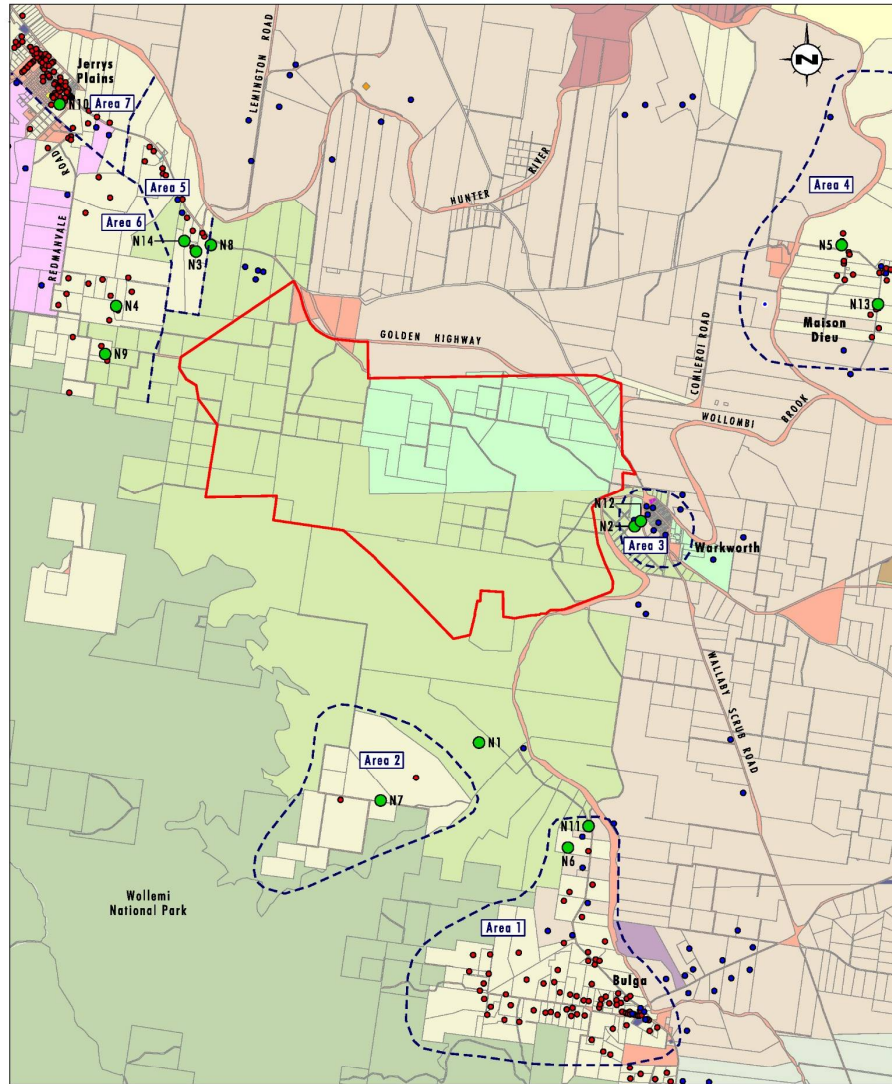 LEMINGTON ROAD
Jerrys
Plains
N
N10
Area 7
HUNTER RIVER
Area 4
Area 5
Area 6
REDMANVALE ROAD
N14
N8
N3
N5
N4
N13
Maison
Dieu
GOLDEN HIGHWAY
COMLEROI ROAD
N9
WOLLOMBI BROOK
N12
N2
Area 3
Warkworth
WALLABY SCRUB ROAD
N1
Area 2
N7
N11
N6
Wollemi
National Park
Area 1
Bulga